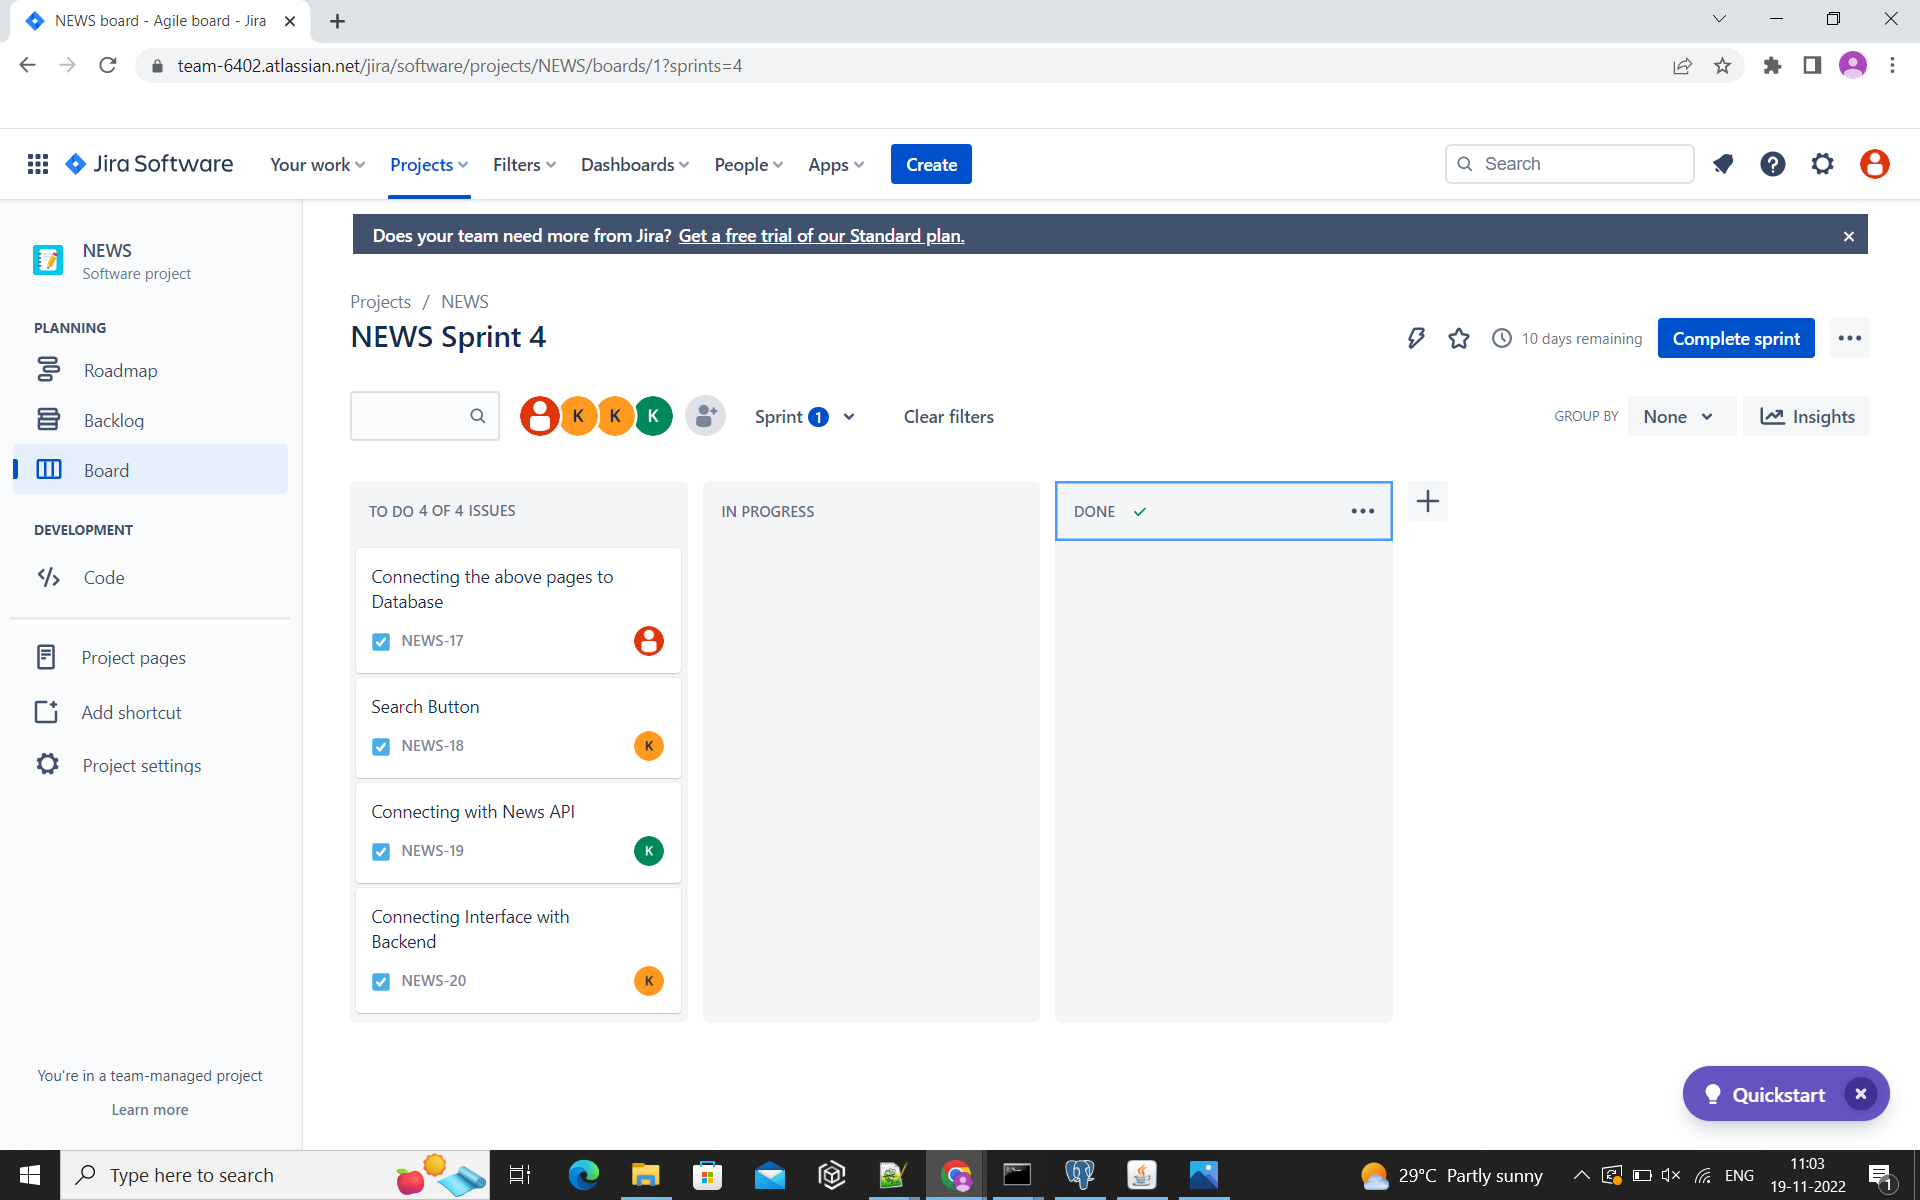 NEWS board - Agile board - Jira
team-6402.atlassian.net/jira/software/projects/NEWS/boards/1?sprints=4
Jira Software
Your work
Projects
Filters
Dashboards
People
Apps
Create
Search
Does your team need more from Jira? Get a free trial of our Standard plan.
NEWS
Software project
PLANNING
Roadmap
Backlog
Board
DEVELOPMENT
Code
Project pages
Add shortcut
Project settings
You're in a team-managed project
Learn more
Projects / NEWS
NEWS Sprint 4
10 days remaining
Complete sprint
K K K
Sprint 1
Clear filters
GROUP BY
None
Insights
TO DO 4 OF 4 ISSUES
Connecting the above pages to
Database
NEWS-17
Search Button
NEWS-18
K
Connecting with News API
NEWS-19
K
Connecting Interface with
Backend
NEWS-20
K
IN PROGRESS
DONE
Quickstart
Type here to search
29°C Partly sunny
ENG
11:03
19-11-2022
1